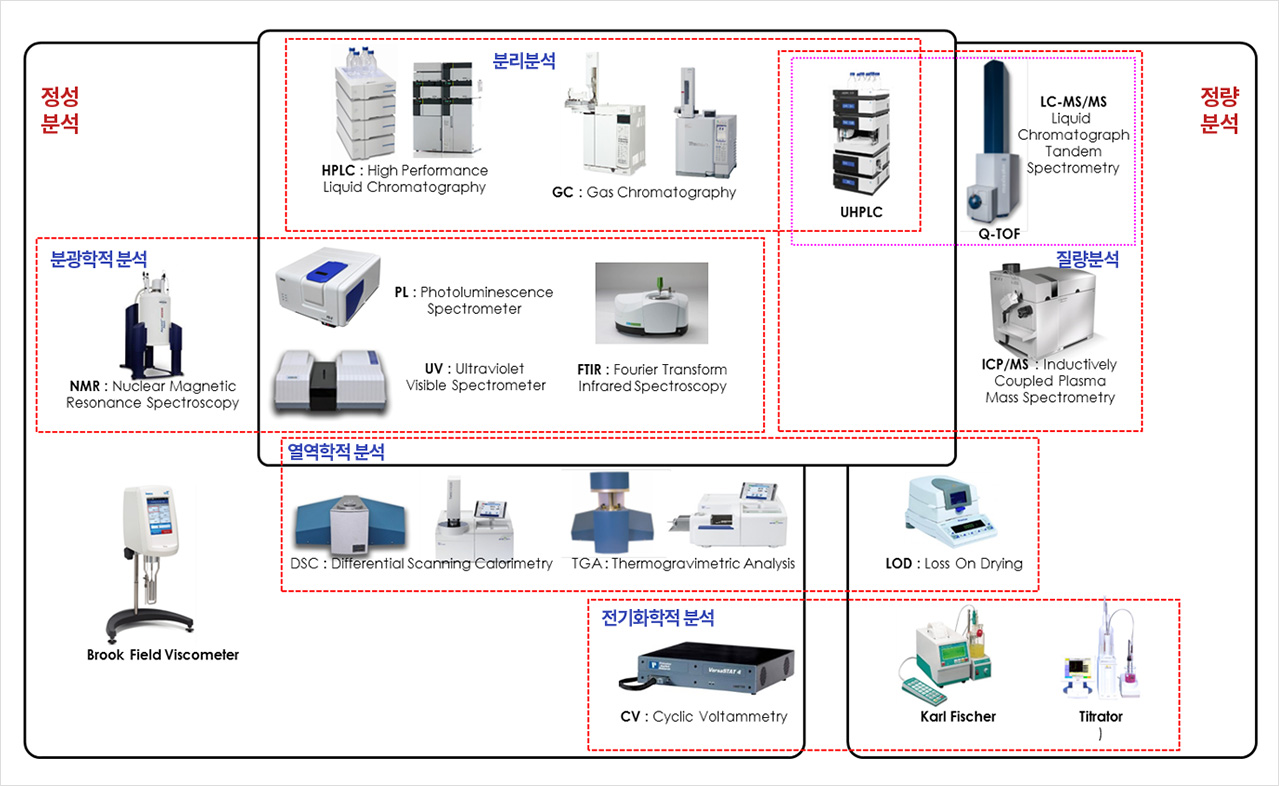 정성
분석
분리분석
HPLC : High Performance
Liquid Chromatography
GC : Gas Chromatography
UHPLC
LC-MS/MS
Liquid
Chromatograph
Tandem
Spectrometry
Q-TOF
정량
분석
분광학적 분석
NMR : Nuclear Magnetic
Resonance Spectroscopy
PL : Photoluminescence
Spectrometer
UV : Ultraviolet
Visible Spectrometer
FTIR : Fourier Transform
Infrared Spectroscopy
질량분석
ICP/MS : Inductively
Coupled Plasma
Mass Spectrometry
열역학적 분석
DSC : Differential Scanning Calorimetry
TGA : Thermogravimetric Analysis
LOD : Loss On Drying
Brook Field Viscometer
전기화학적 분석
VersaSTAT 4
CV : Cyclic Voltammetry
Karl Fischer
Titrator
)